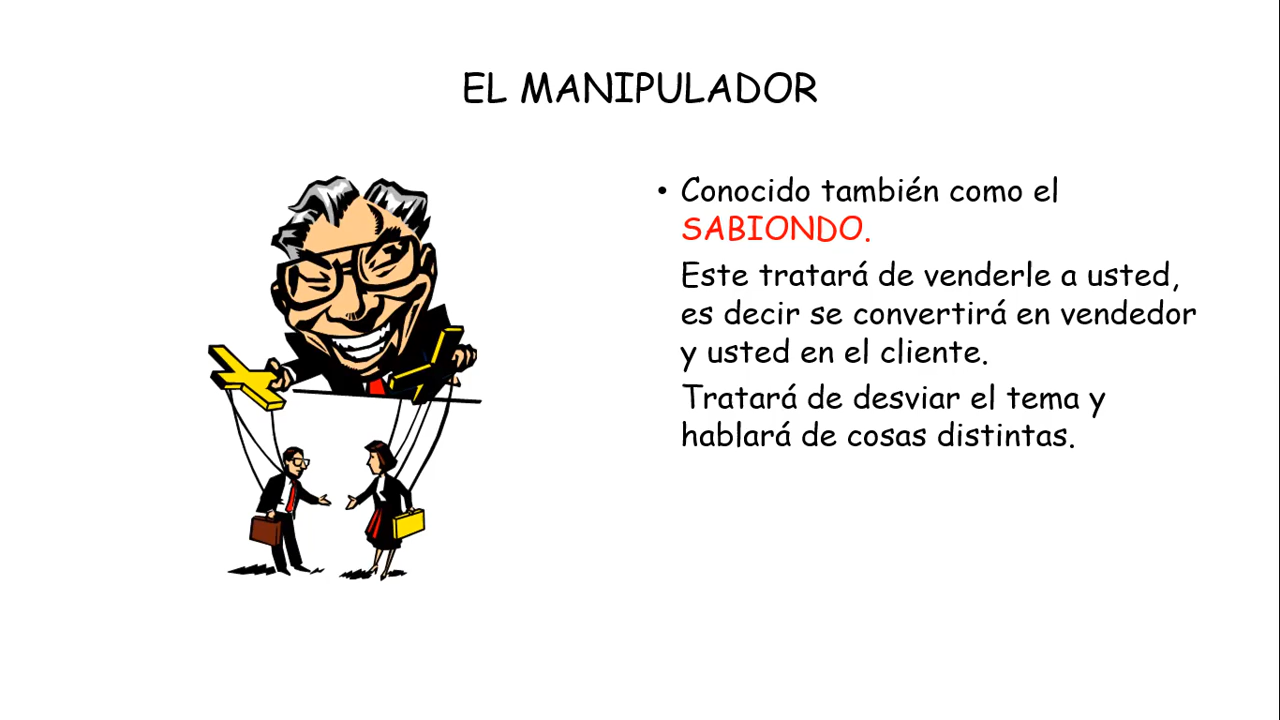 EL MANIPULADOR
• Conocido también como el
SABIONDO.
Este tratará de venderle a usted,
es decir se convertirá en vendedor
y usted en el cliente.
Tratará de desviar el tema y
hablará de cosas distintas.